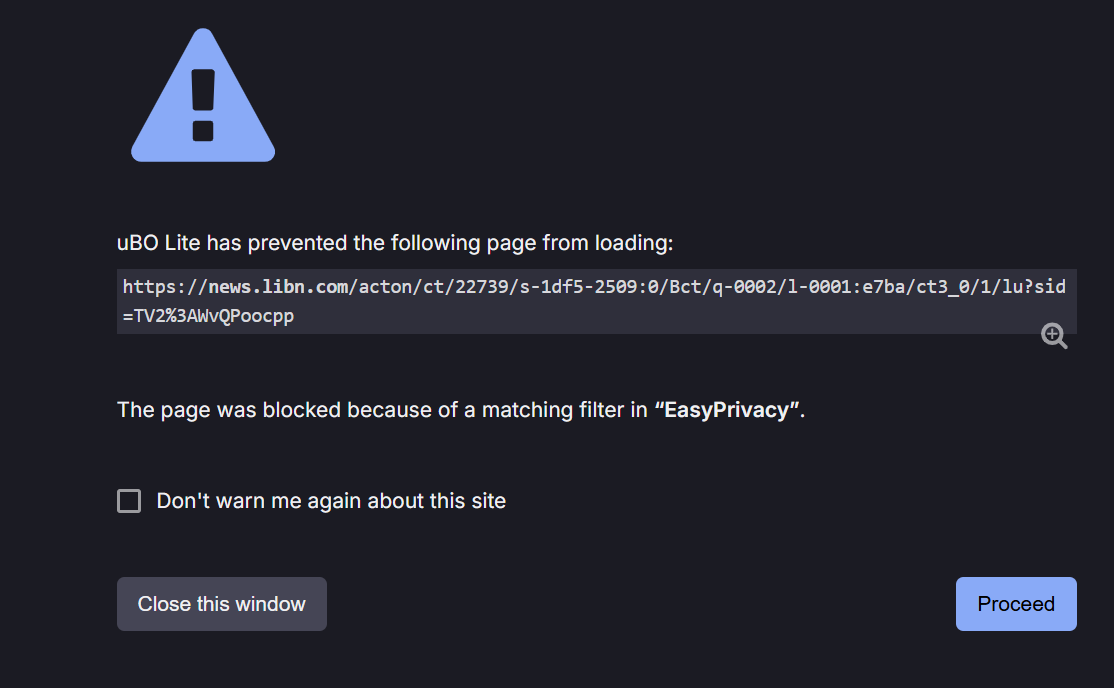 uBO Lite has prevented the following page from loading:
https://news.libn.com/acton/ct/22739/s-1df5-2509:0/Bct/q-0002/l-0001:e7ba/ct3_0/1/lu?sid
=TV2%3AWvQPoocpp
The page was blocked because of a matching filter in “EasyPrivacy”.
Don't warn me again about this site
Close this window
Proceed